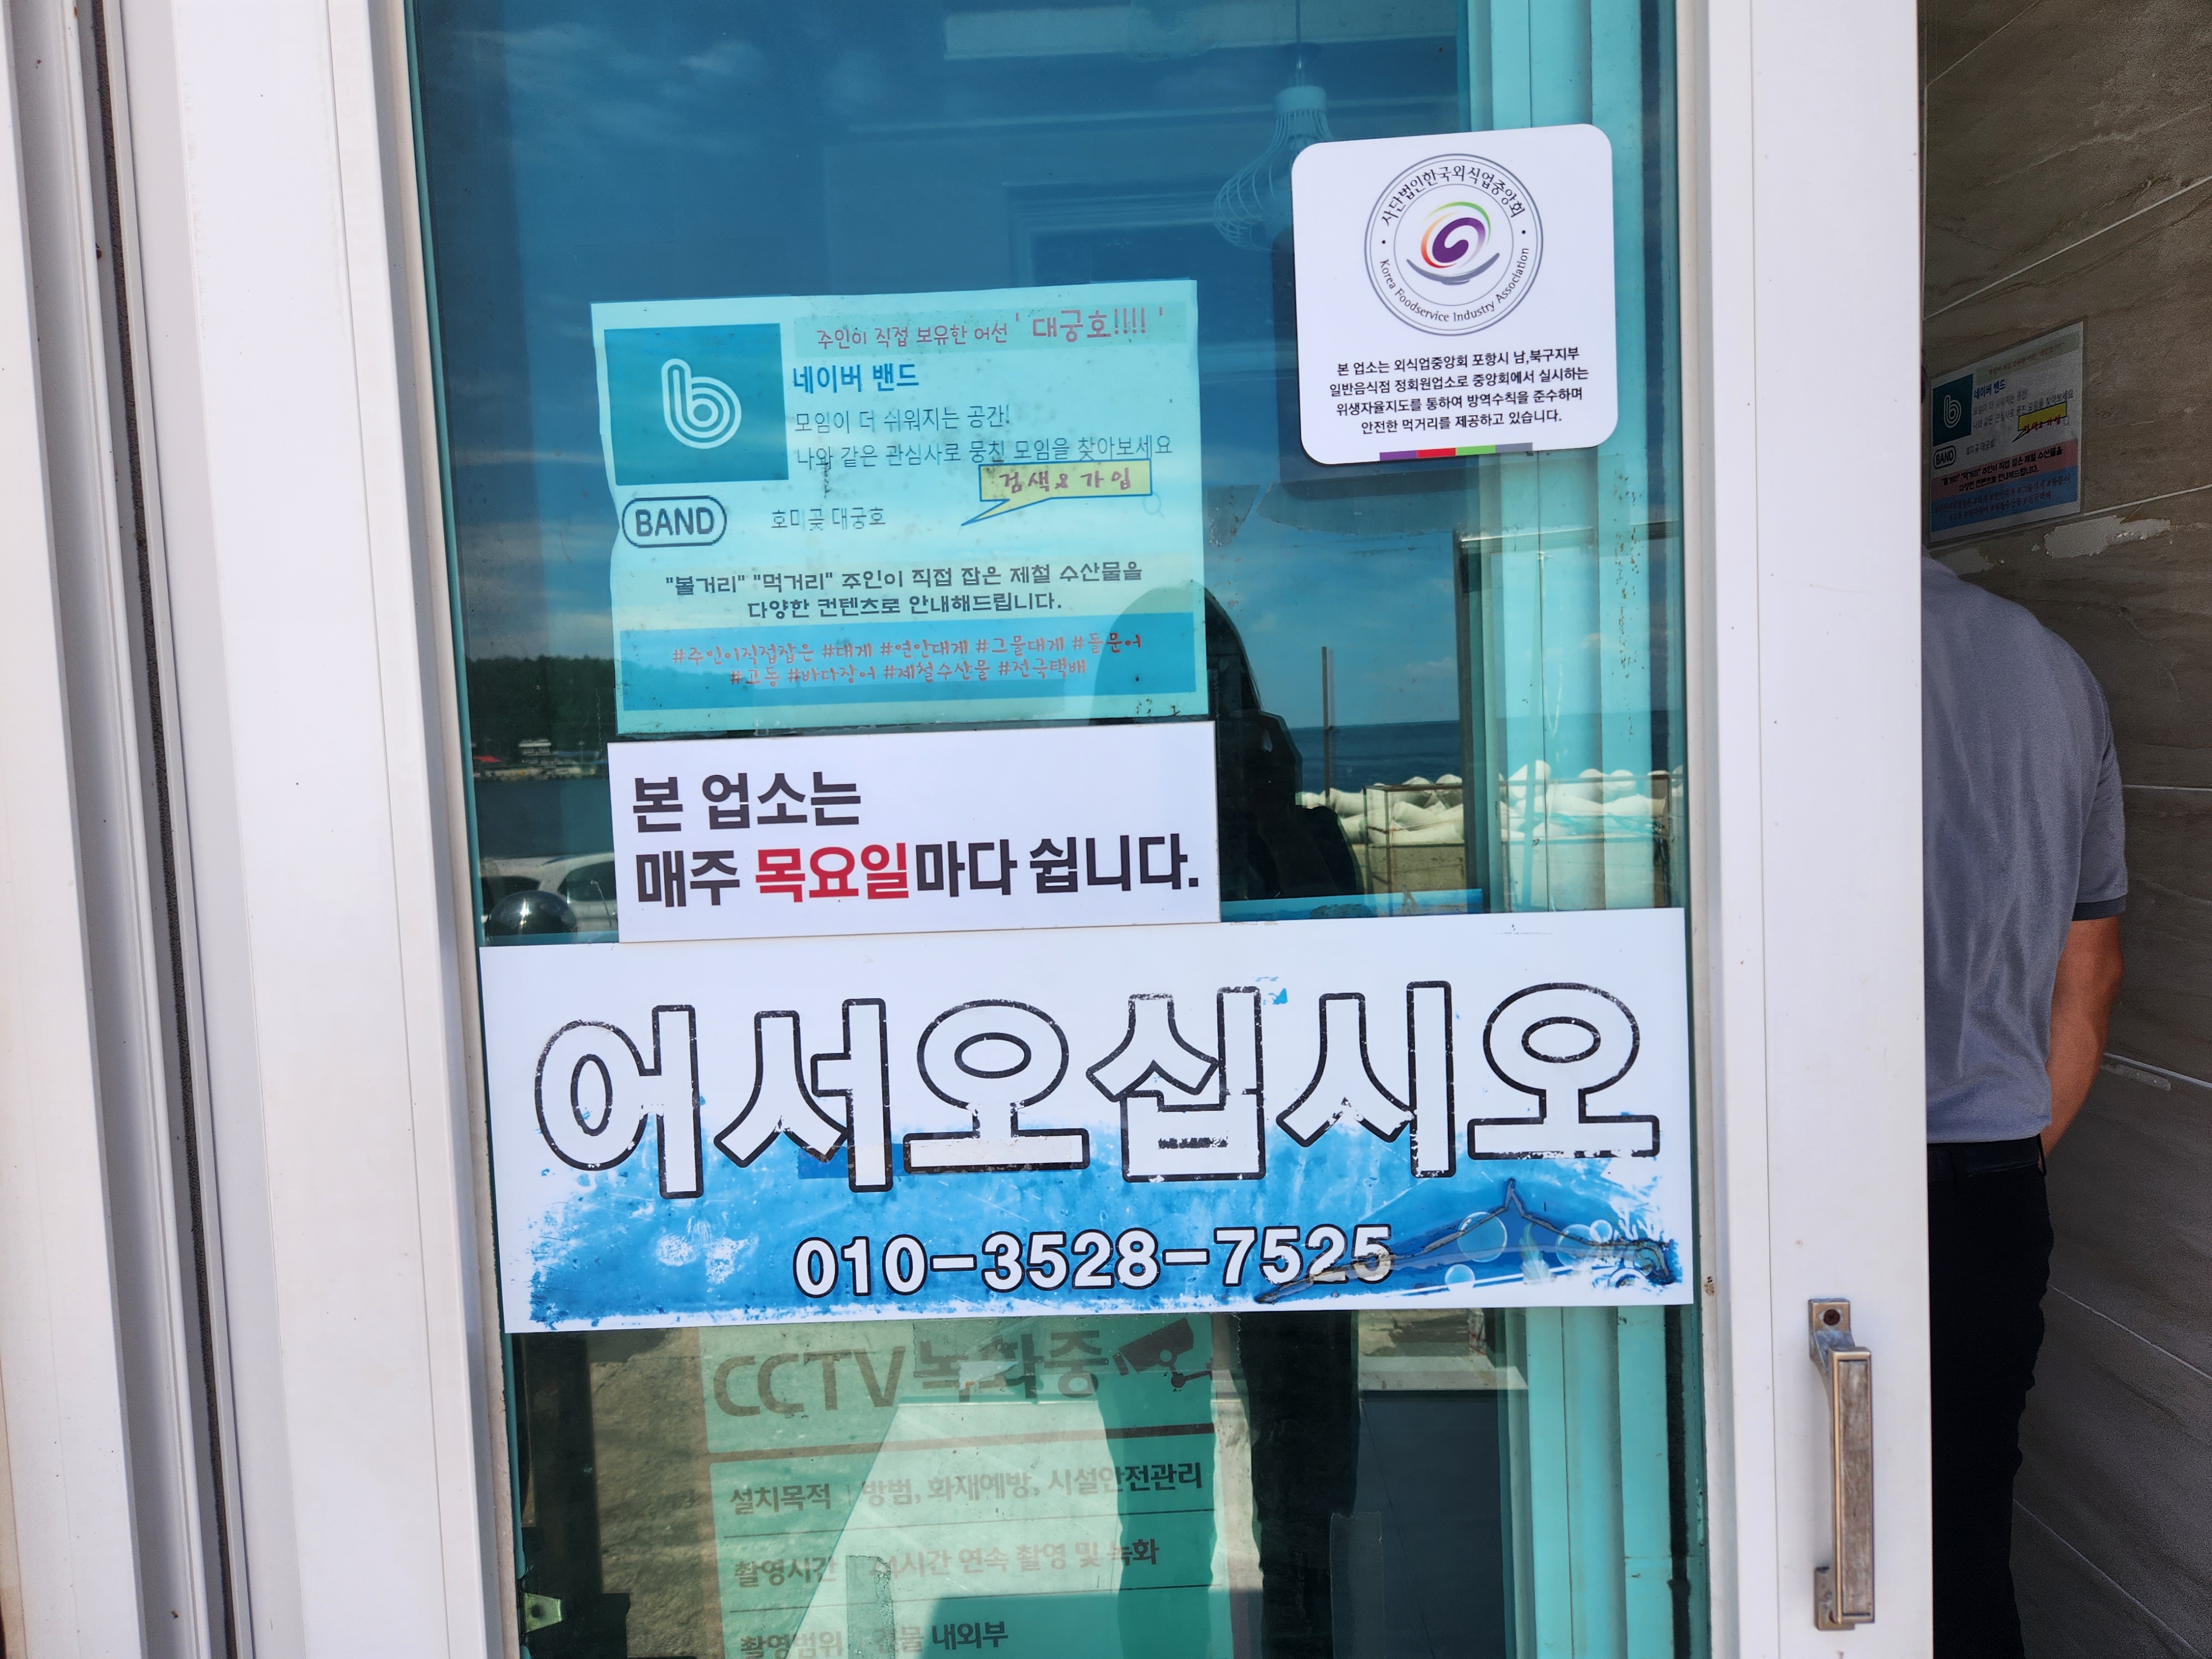 사단법인한국외식업중앙회
Korea Foodservice Industry Association
본 업소는 외식업중앙회 포항시 남,북구지부
일반음식점 정회원업소로 중앙회에서 실시하는
위생자율지도를 통하여 방역수칙을 준수하며
안전한 먹거리를 제공하고 있습니다.
주인이 직접 보유한 어선 ' 대궁호!!!! '
네이버 밴드
모임이 더 쉬워지는 공간!
나와 같은 관심사로 뭉친 모임을 찾아보세요
검색&가입
BAND
호미곶 대궁호
"볼거리" "먹거리" 주인이 직접 잡은 제철 수산물을
다양한 컨텐츠로 안내해드립니다.
#주인이직접잡은 #대게 #연안대게 #그물대게 #돌문어
#고동 #바다장어 #제철수산물 #전국택배
본 업소는
매주 목요일마다 쉽니다.
어서오십시오
010-3528-7525
CCTV 녹화중
설치목적 방범, 화재예방, 시설안전관리
촬영시간 시간 연속 촬영 및 녹화
촬영범위 내외부
네이버 밴드
BAND